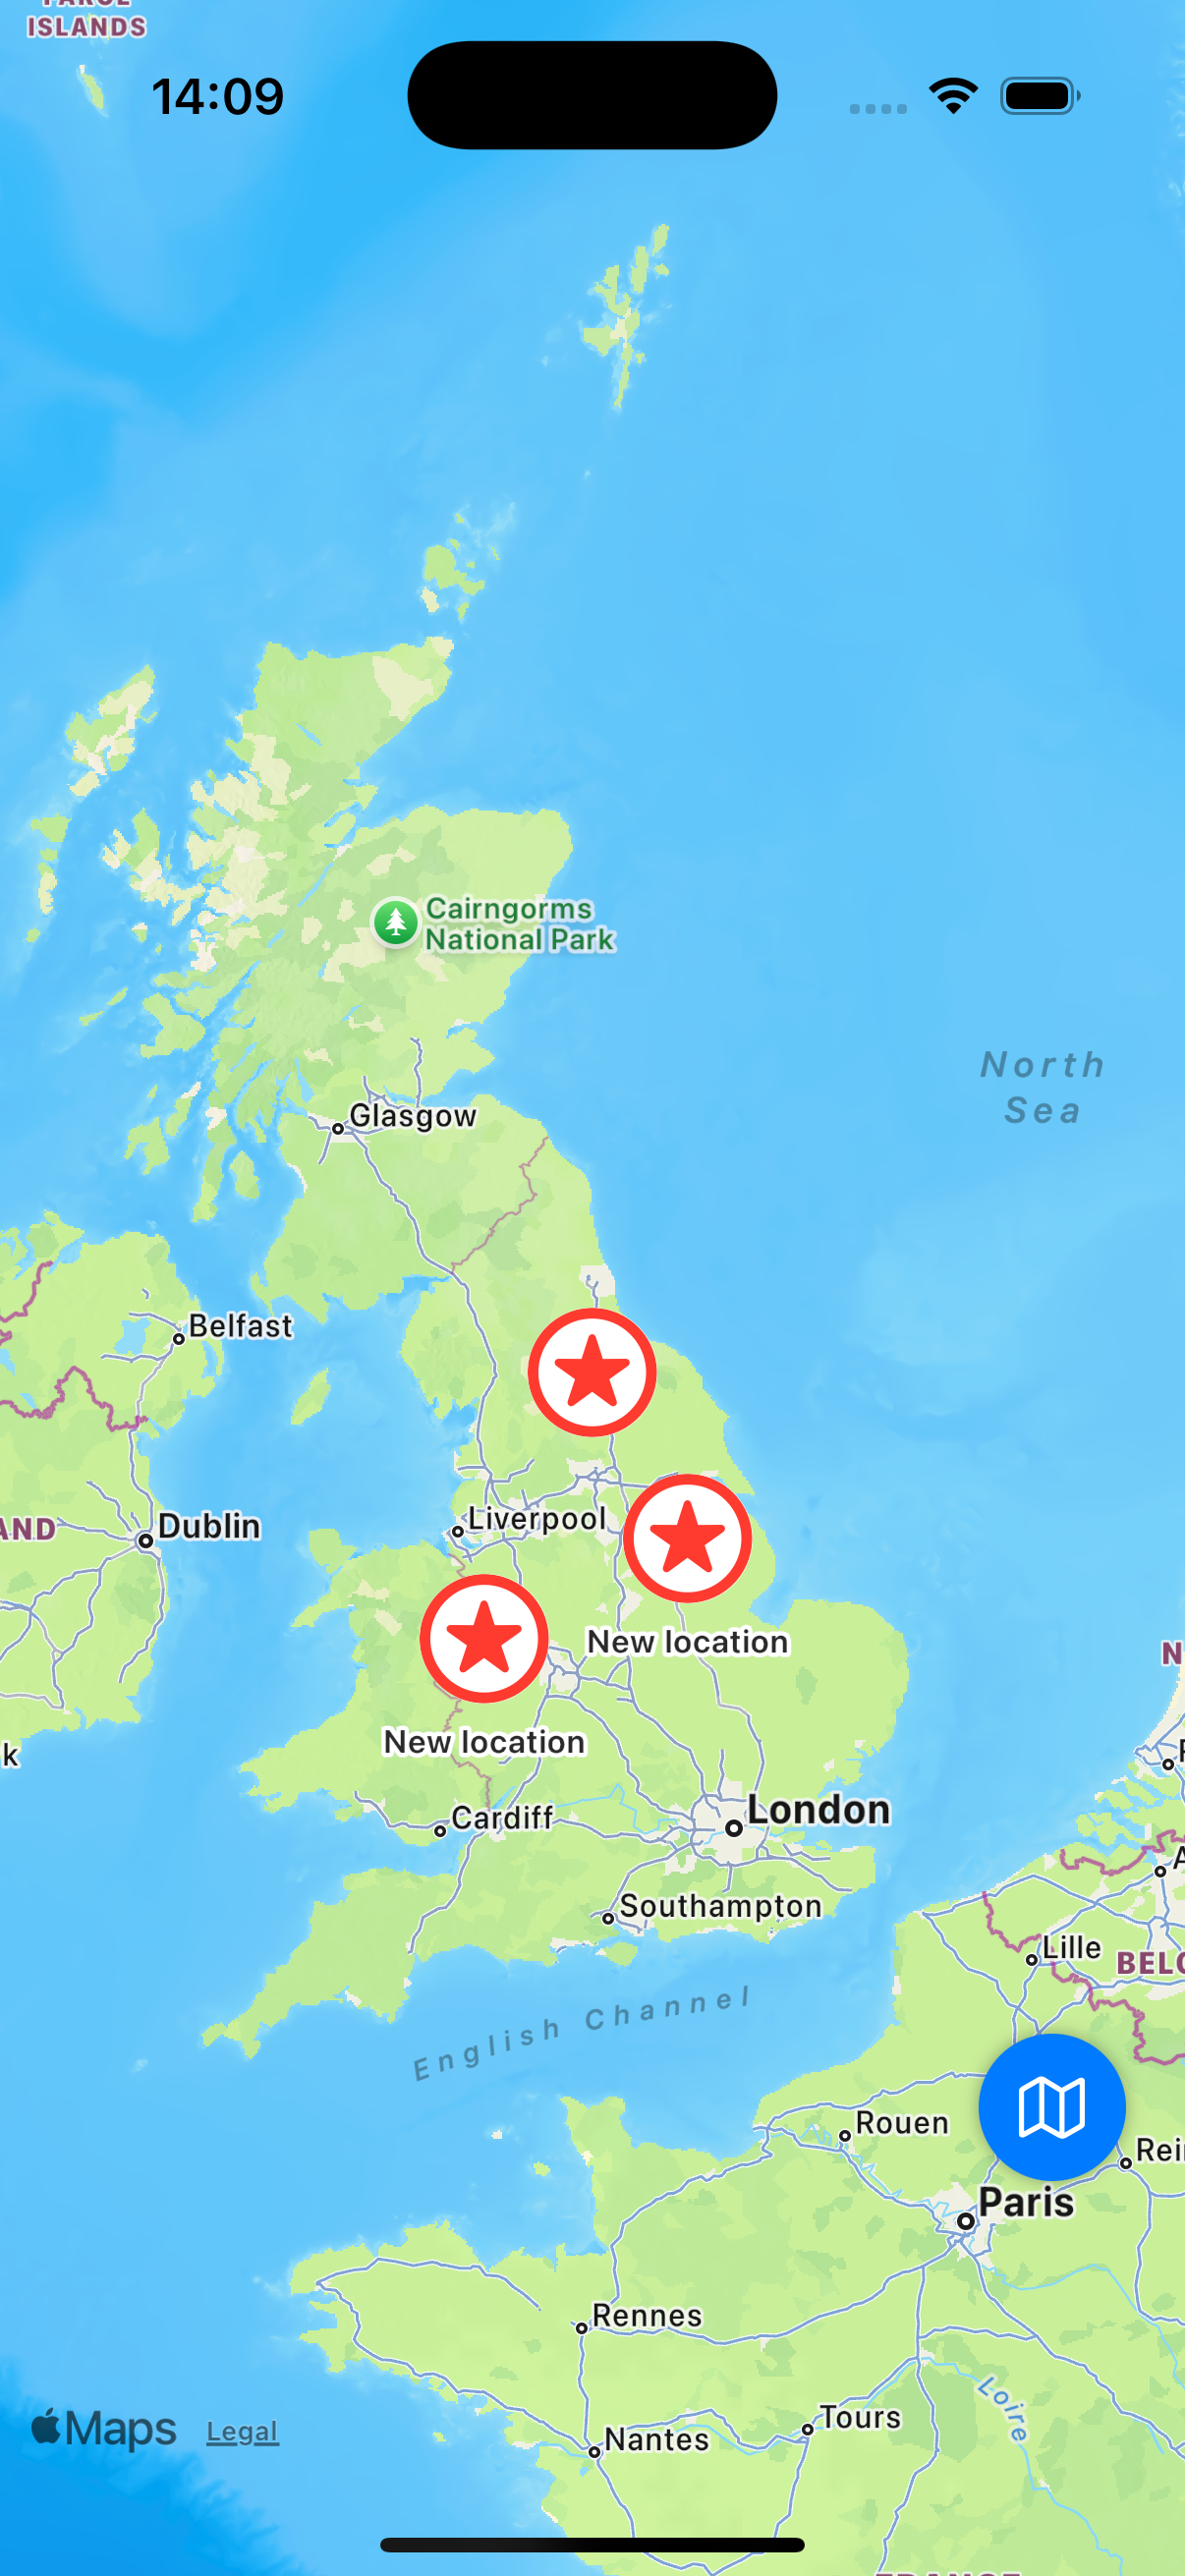 ISLANDS
14:09
Cairngorms
National Park
North
Sea
Glasgow
Belfast
Liverpool
Dublin
AND
New location
New location
Cardiff
London
Southampton
Lille
BELG
English Channel
Rouen
Rei
Paris
Rennes
Loire
Tours
Maps
Legal
Nantes